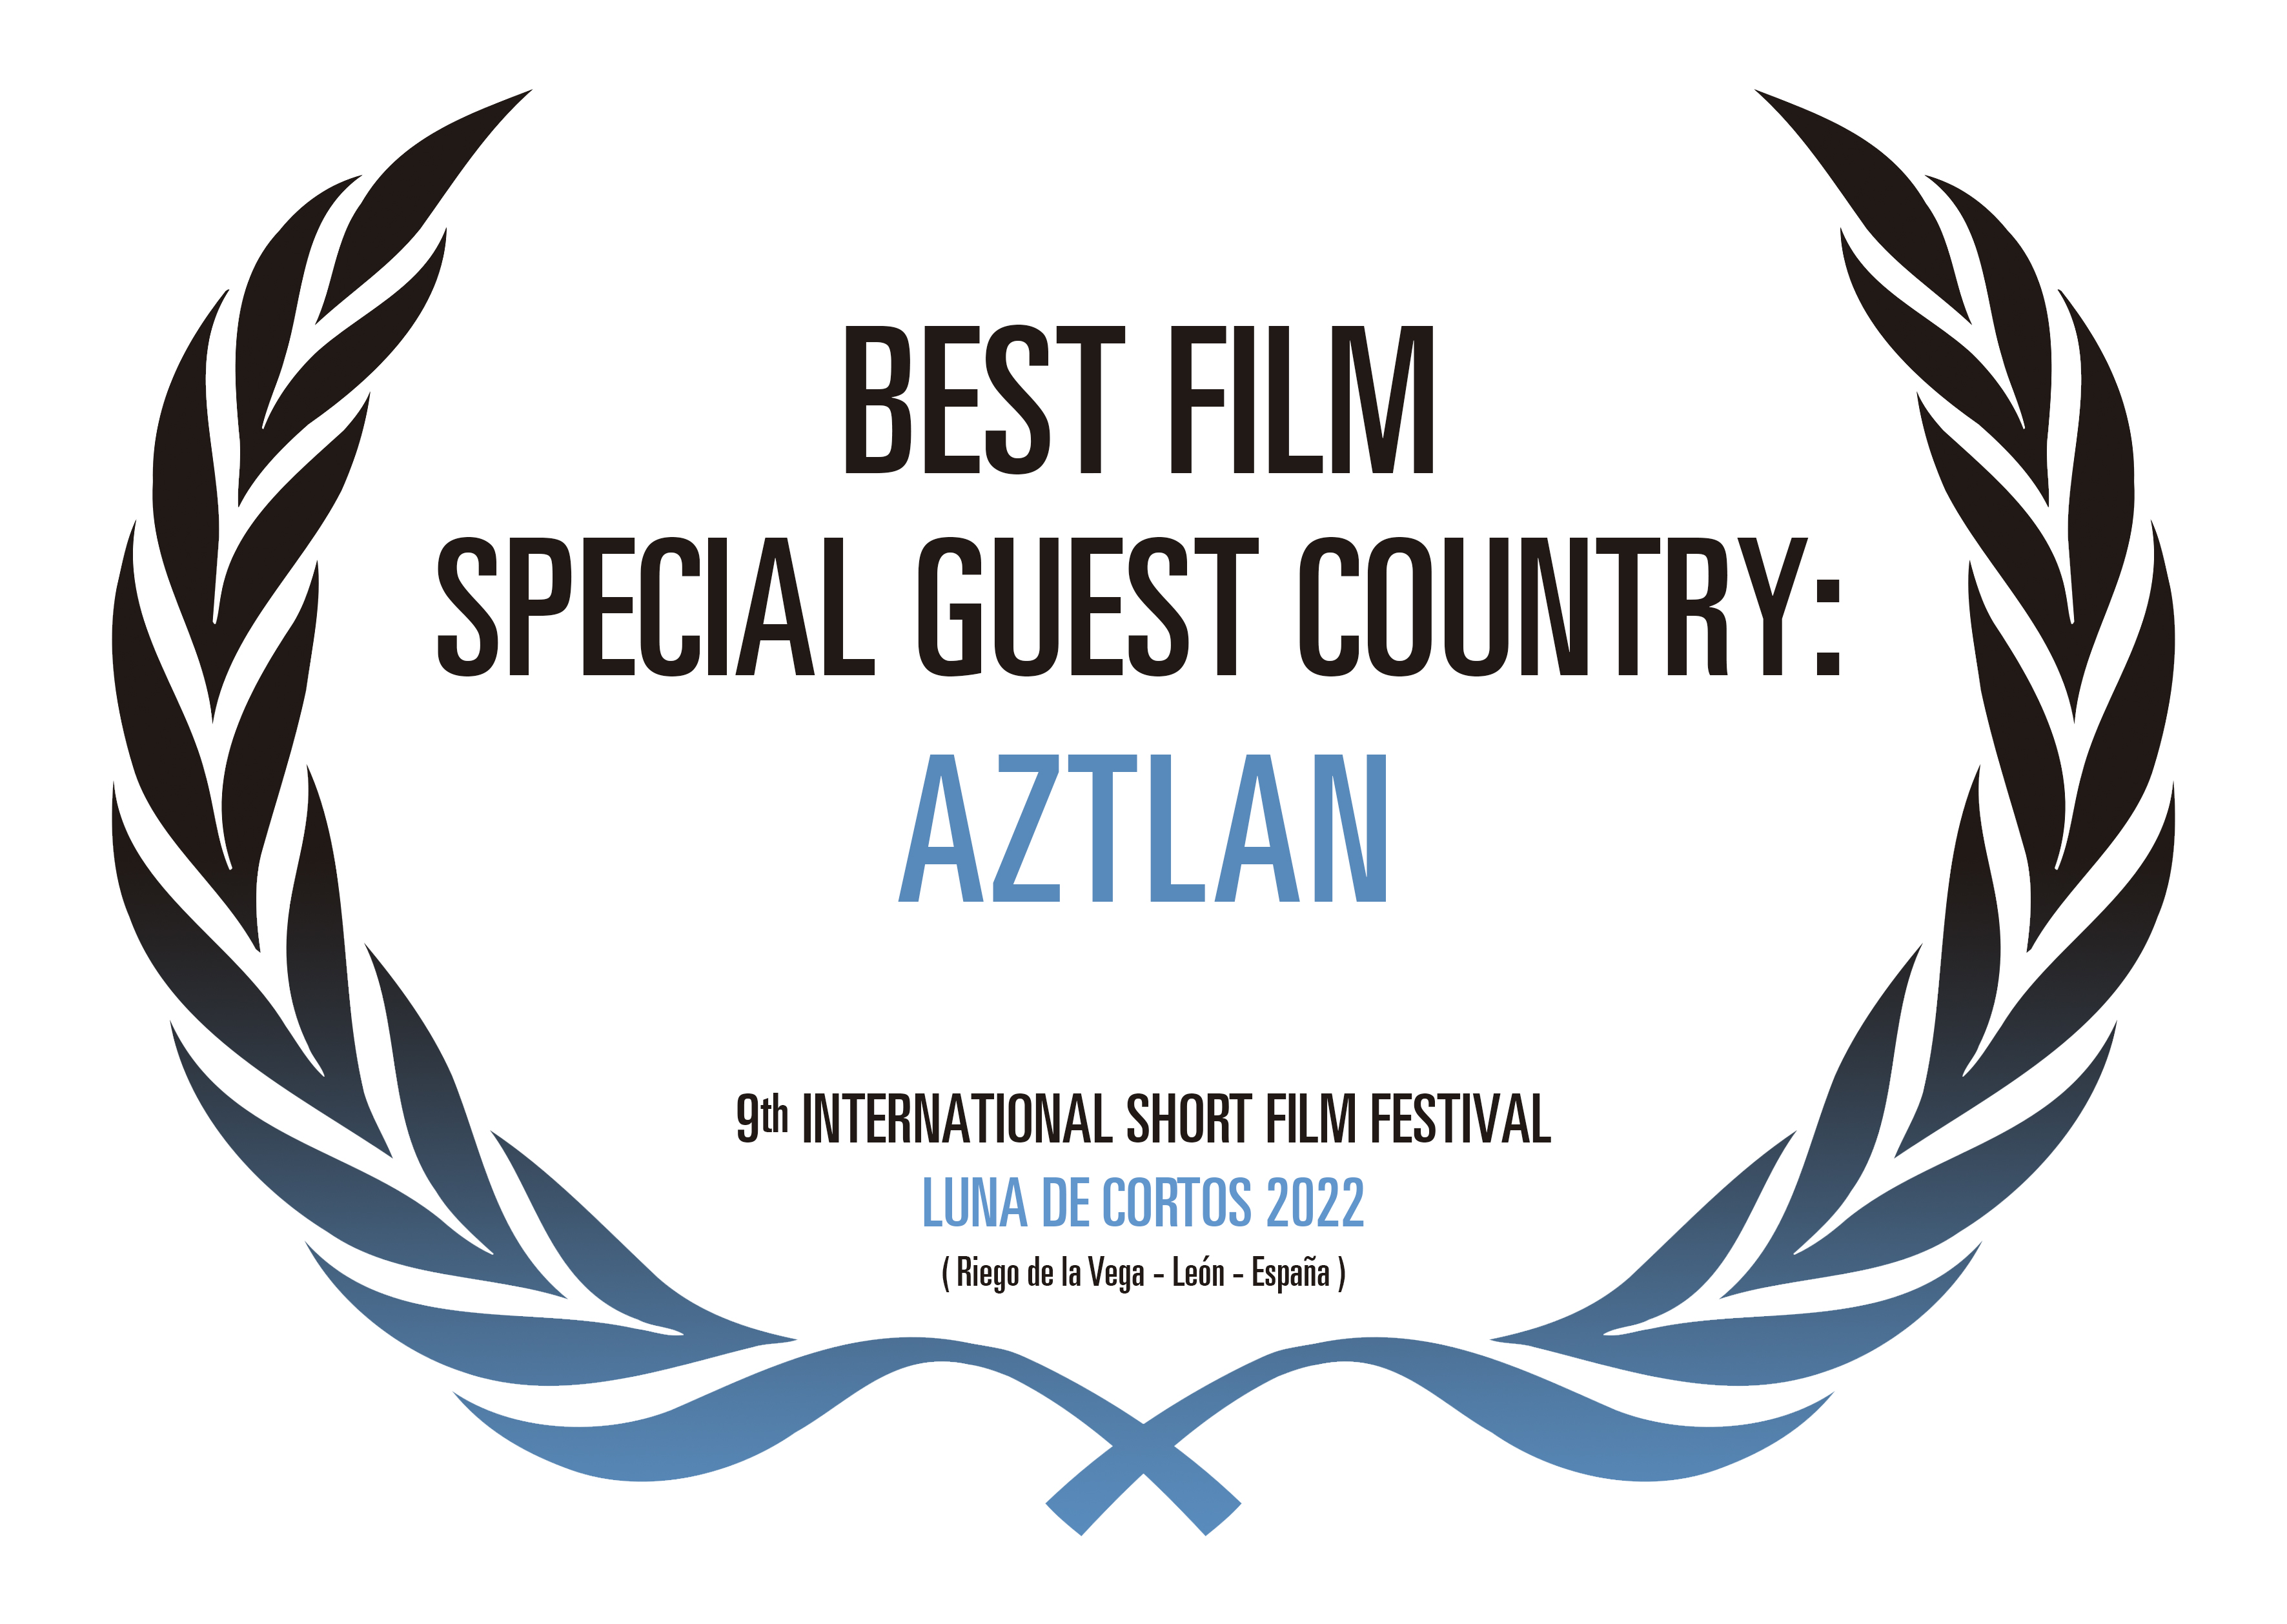 BEST FILM
SPECIAL GUEST COUNTRY:
AZTLAN
9th INTERNATIONAL SHORT FILM FESTIVAL
LUNA DE CORTOS 2022
( Riego de la Vega - León - España )